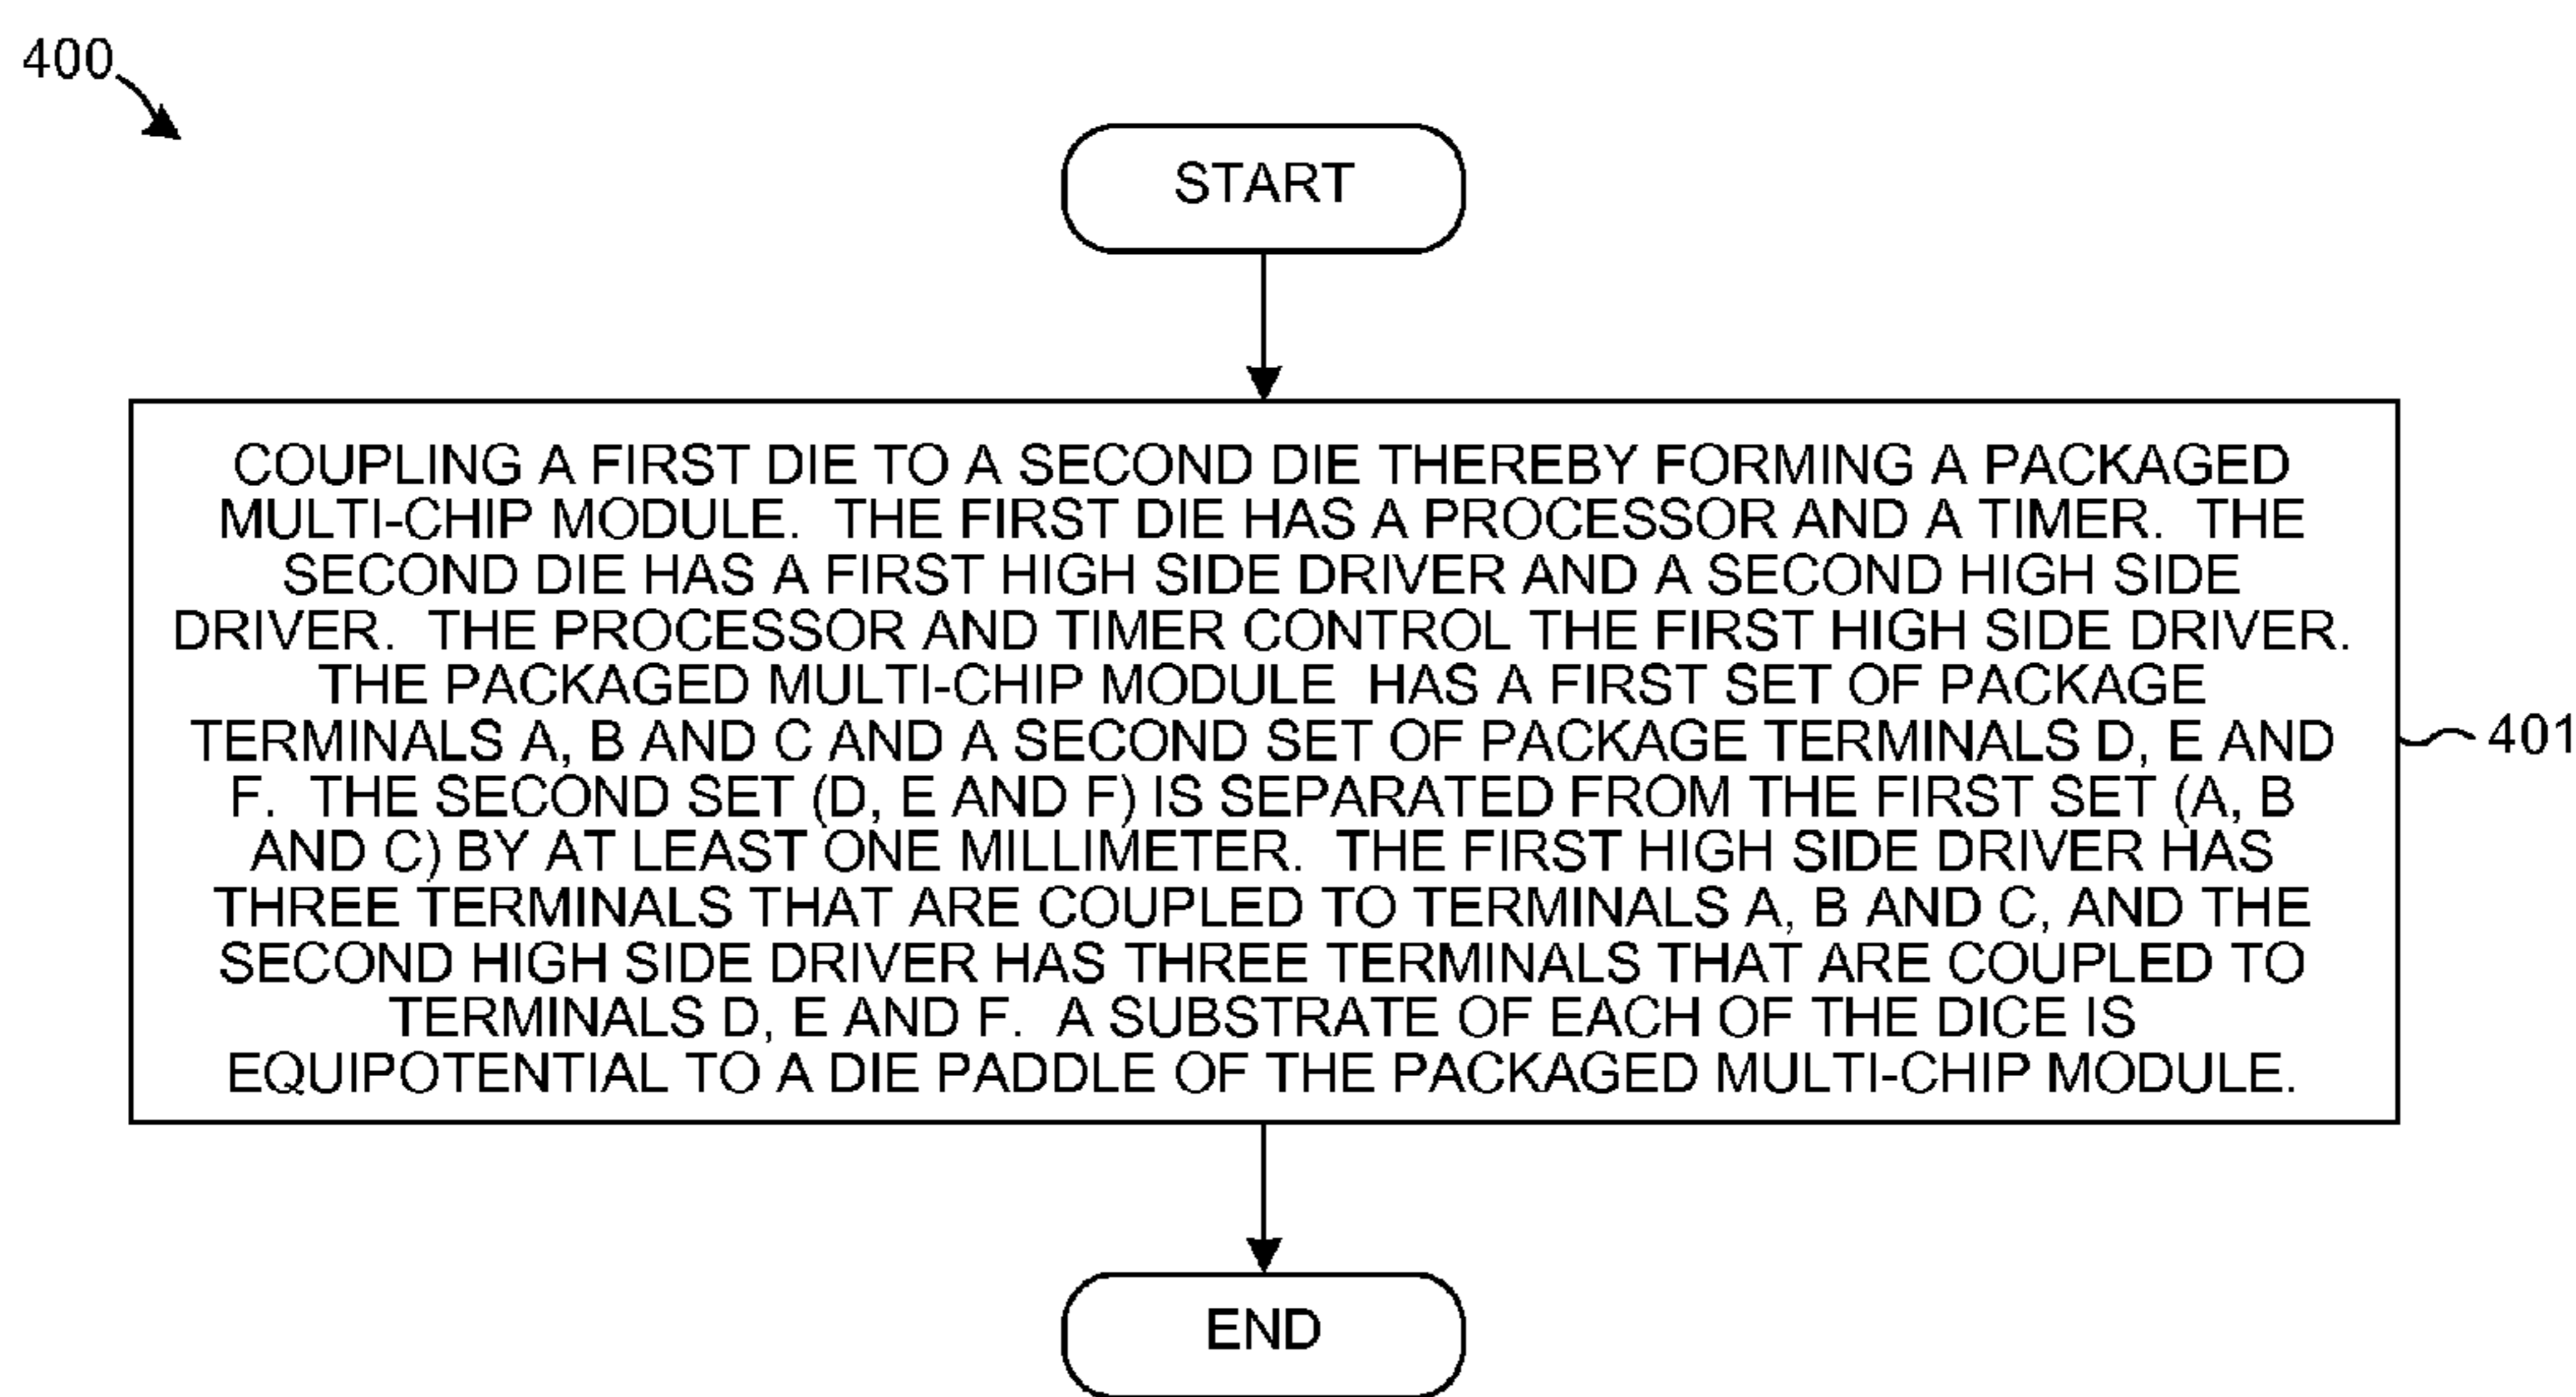 400
START
COUPLING A FIRST DIE TO A SECOND DIE THEREBY FORMING A PACKAGED
MULTI-CHIP MODULE. THE FIRST DIE HAS A PROCESSOR AND A TIMER. THE
SECOND DIE HAS A FIRST HIGH SIDE DRIVER AND A SECOND HIGH SIDE
DRIVER. THE PROCESSOR AND TIMER CONTROL THE FIRST HIGH SIDE DRIVER.
THE PACKAGED MULTI-CHIP MODULE HAS A FIRST SET OF PACKAGE
TERMINALS A, B AND C AND A SECOND SET OF PACKAGE TERMINALS D, E AND
F. THE SECOND SET (D, E AND F) IS SEPARATED FROM THE FIRST SET (A, B
AND C) BY AT LEAST ONE MILLIMETER. THE FIRST HIGH SIDE DRIVER HAS
THREE TERMINALS THAT ARE COUPLED TO TERMINALS A, B AND C, AND THE
SECOND HIGH SIDE DRIVER HAS THREE TERMINALS THAT ARE COUPLED TO
TERMINALS D, E AND F. A SUBSTRATE OF EACH OF THE DICE IS
EQUIPOTENTIAL TO A DIE PADDLE OF THE PACKAGED MULTI-CHIP MODULE.
401
END